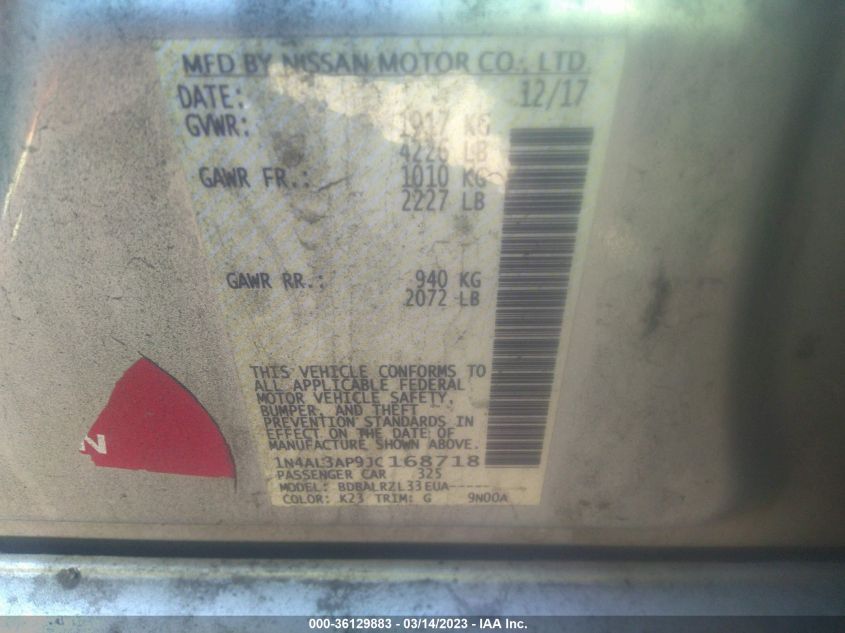 MFD BY NISSAN MOTOR CO., LTD.
DATE: 12/17
GVWR: 1917 KG
4226 LB
GAWR FR.: 1010 KG
2227 LB
GAWR RR.: 940 KG
2072 LB
THIS VEHICLE CONFORMS TO
ALL APPLICABLE FEDERAL
MOTOR VEHICLE SAFETY,
BUMPER, AND THEFT
PREVENTION STANDARDS IN
EFFECT ON THE DATE OF
MANUFACTURE SHOWN ABOVE.
1N4AL3AP9JC168718
PASSENGER CAR 325
MODEL: BDBALRZL33EUA-----
COLOR: K23 TRIM: G 9N00A
N
000-36129883 - 03/14/2023 - IAA Inc.